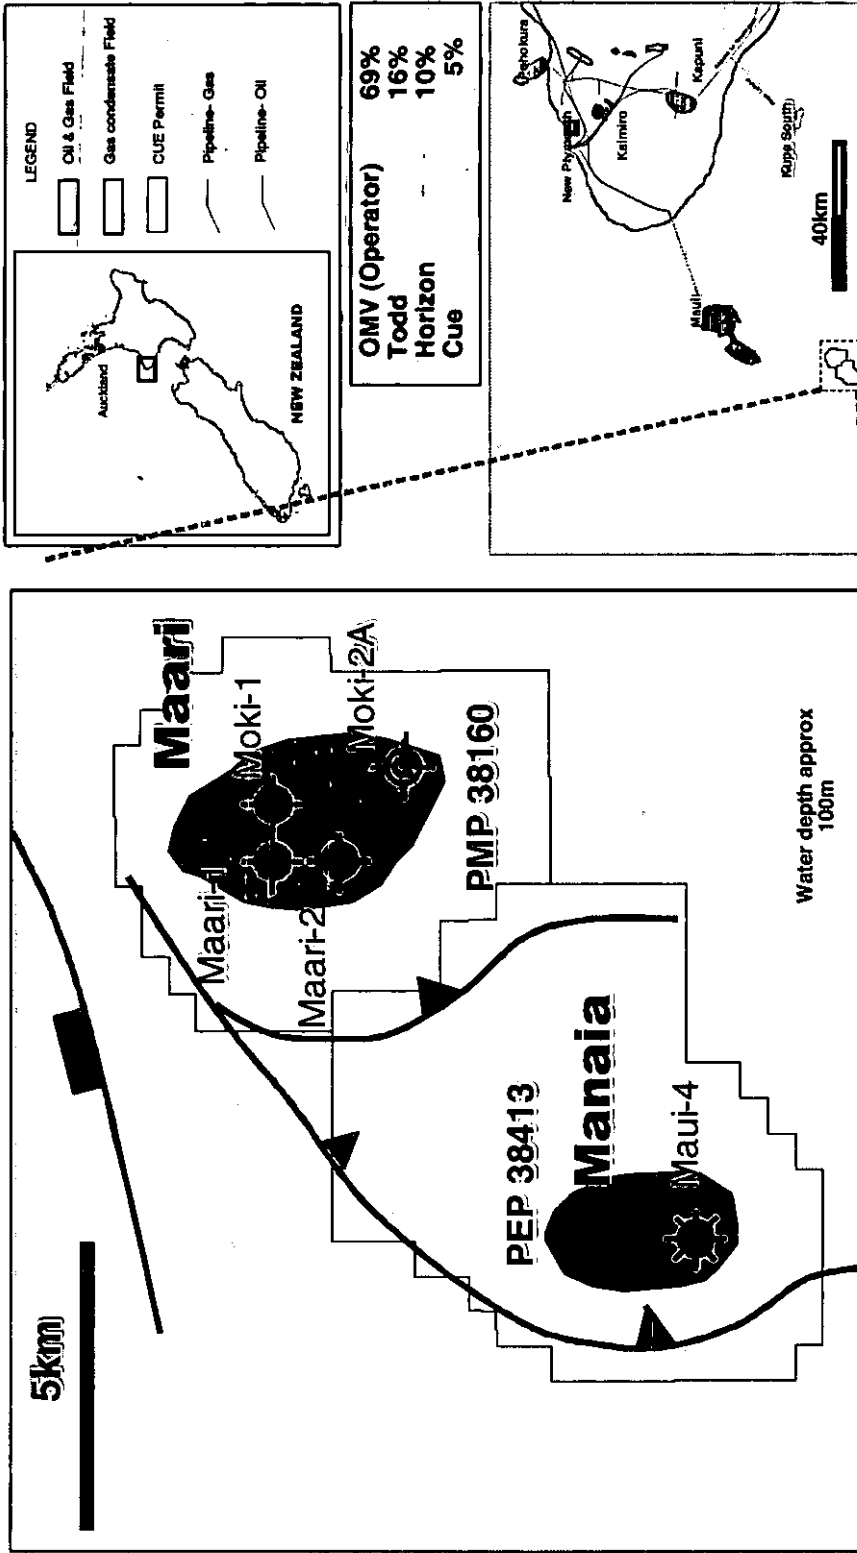 5km
Maari
Moki-1
Moki-2A
Maari-1
Maari-2
PMP 38160
PEP 38413
Manaia
Maui-4
Water depth approx
100m
LEGEND
Oil & Gas Field
Gas condensate Field
CUE Permit
Pipeline- Gas
Pipeline- Oil
Auckland
NEW ZEALAND
OMV (Operator) 69%
Todd 16%
Horizon 10%
Cue 5%
New Plymouth
Kaimiro
Kapuni
Maui
Kupe South
40km